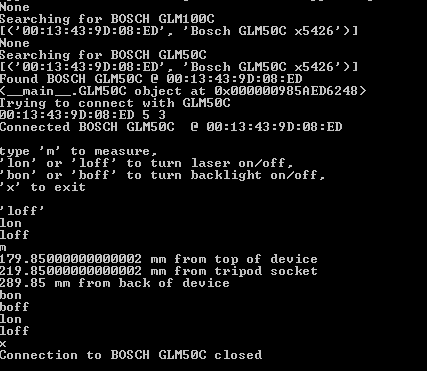 None
Searching for BOSCH GLM100C
[('00:13:43:9D:08:ED', 'Bosch GLM50C x5426')]
None
Searching for BOSCH GLM50C
[('00:13:43:9D:08:ED', 'Bosch GLM50C x5426')]
Found BOSCH GLM50C @ 00:13:43:9D:08:ED
<__main__.GLM50C object at 0x000000985AED6248>
Trying to connect with GLM50C
00:13:43:9D:08:ED 5 3
Connected BOSCH GLM50C  @ 00:13:43:9D:08:ED
type 'm' to measure,
'lon' or 'loff' to turn laser on/off,
'bon' or 'boff' to turn backlight on/off,
'x' to exit
'loff'
lon
loff
m
179.85000000000002 mm from top of device
219.85000000000002 mm from tripod socket
289.85 mm from back of device
bon
boff
lon
loff
x
Connection to BOSCH GLM50C closed